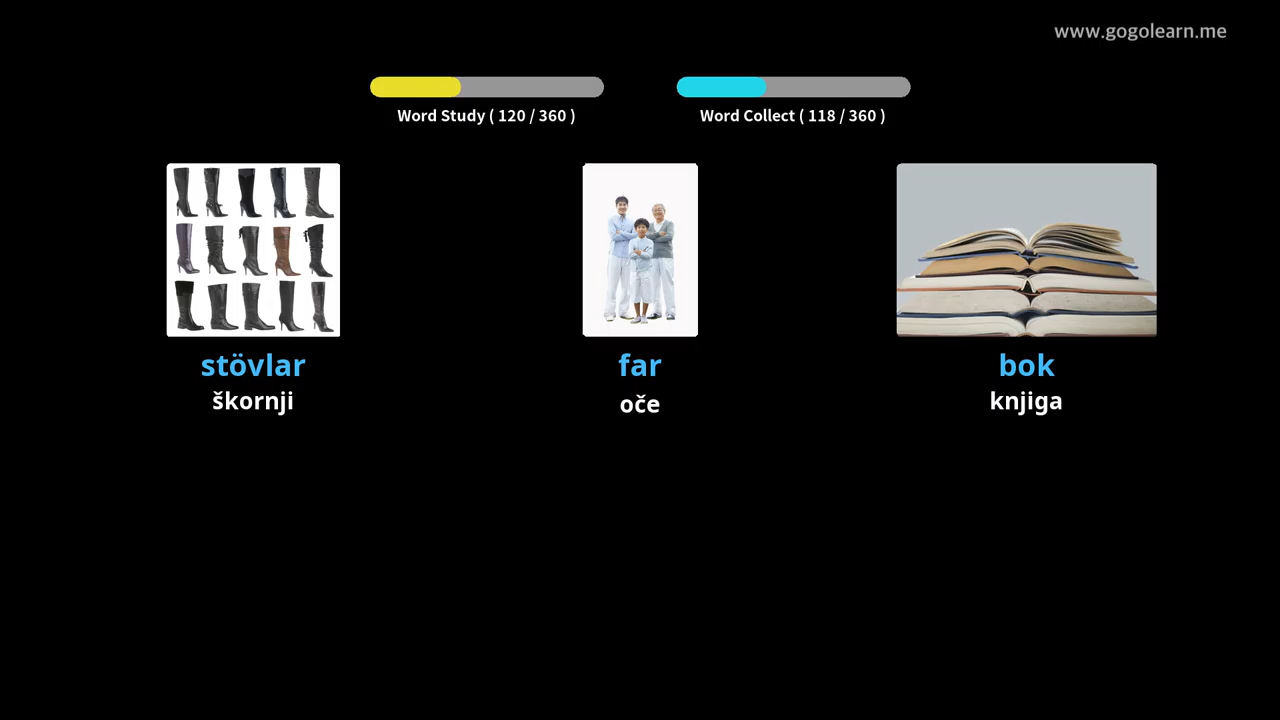 www.gogolearn.me
Word Study ( 120 / 360 )
Word Collect ( 118 / 360 )
stövlar
škornji
far
oče
bok
knjiga